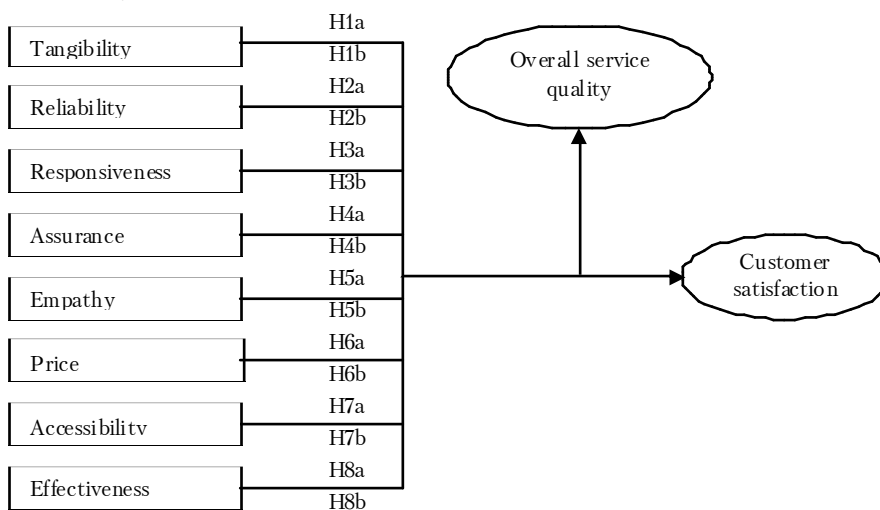 H1a
Tangibility
H1b
H2a
Reliability
H2b
H3a
Responsiveness
H3b
H4a
Assurance
H4b
H5a
Empathy
H5b
H6a
Price
H6b
H7a
Accessibility
H7b
H8a
Effectiveness
H8b
Overall service
quality
Customer
satisfaction